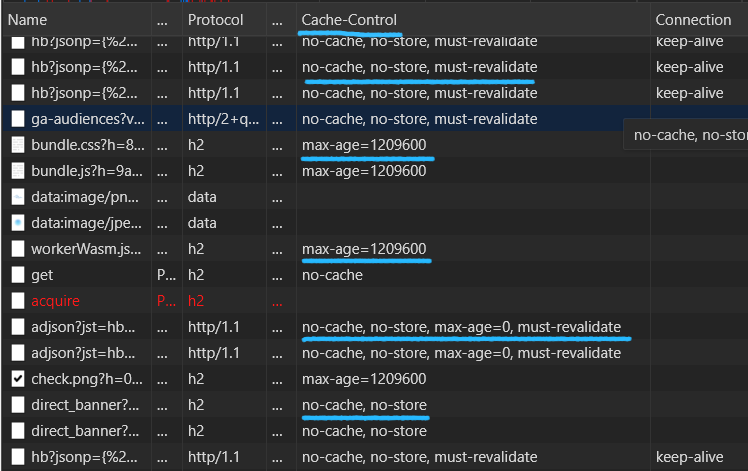 Name ... Protocol ... Cache-Control Connection
hb?jsonp={%2... ... http/1.1 ... no-cache, no-store, must-revalidate keep-alive
hb?jsonp={%2... ... http/1.1 ... no-cache, no-store, must-revalidate keep-alive
hb?jsonp={%2... ... http/1.1 ... no-cache, no-store, must-revalidate keep-alive
ga-audiences?v... ... http/2+q... ... no-cache, no-store, must-revalidate
no-cache, no-stor
bundle.css?h=8... ... h2 ... max-age=1209600
bundle.js?h=9a... ... h2 ... max-age=1209600
data:image/pn... ... data ...
data:image/jpe... ... data ...
workerWasm.js... ... h2 ... max-age=1209600
get P... h2 ... no-cache
acquire P... h2 ...
adjson?jst=hb... ... http/1.1 ... no-cache, no-store, max-age=0, must-revalidate
adjson?jst=hb... ... http/1.1 ... no-cache, no-store, max-age=0, must-revalidate
check.png?h=0... ... h2 ... max-age=1209600
direct_banner?... ... h2 ... no-cache, no-store
direct_banner?... ... h2 ... no-cache, no-store
hb?jsonp={%2... ... http/1.1 ... no-cache, no-store, must-revalidate keep-alive